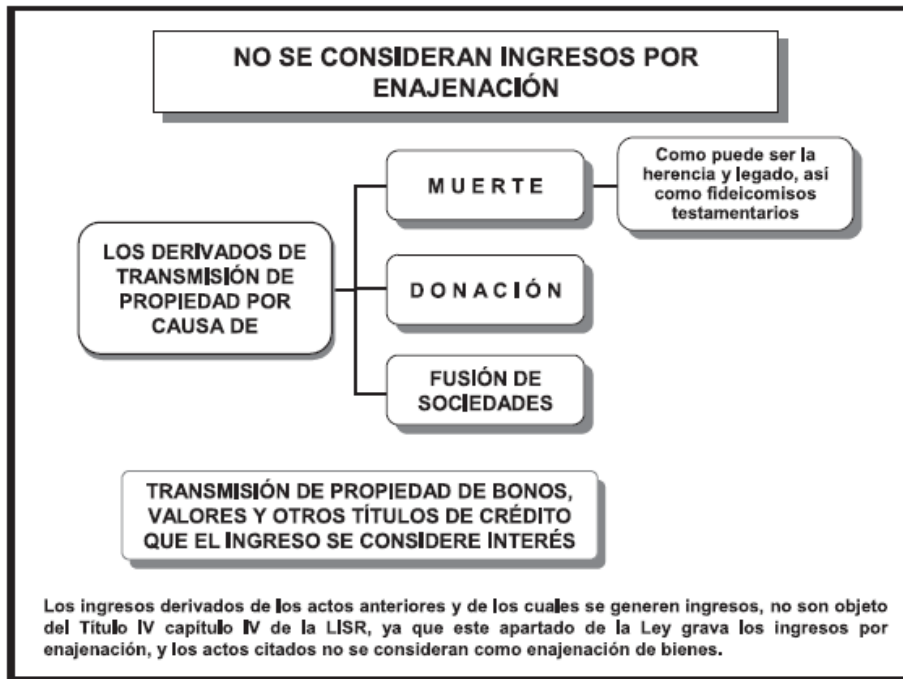 NO SE CONSIDERAN INGRESOS POR
ENAJENACIÓN
LOS DERIVADOS DE
TRANSMISIÓN DE
PROPIEDAD POR
CAUSA DE
MUERTE
Como puede ser la
herencia y legado, así
como fideicomisos
testamentarios
DONACIÓN
FUSIÓN DE
SOCIEDADES
TRANSMISIÓN DE PROPIEDAD DE BONOS,
VALORES Y OTROS TÍTULOS DE CRÉDITO
QUE EL INGRESO SE CONSIDERE INTERÉS
Los ingresos derivados de los actos anteriores y de los cuales se generen ingresos, no son objeto
del Título IV capítulo IV de la LISR, ya que este apartado de la Ley grava los ingresos por
enajenación, y los actos citados no se consideran como enajenación de bienes.